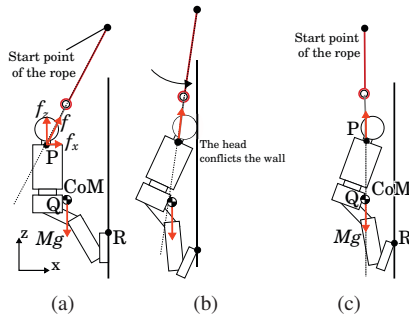 Start point
of the rope
f_z
f
f_x
P
CoM
Q
Mg
R
z
x
(a)
The head
conflicts the wall
(b)
Start point
of the rope
P
CoM
Q
Mg
R
(c)